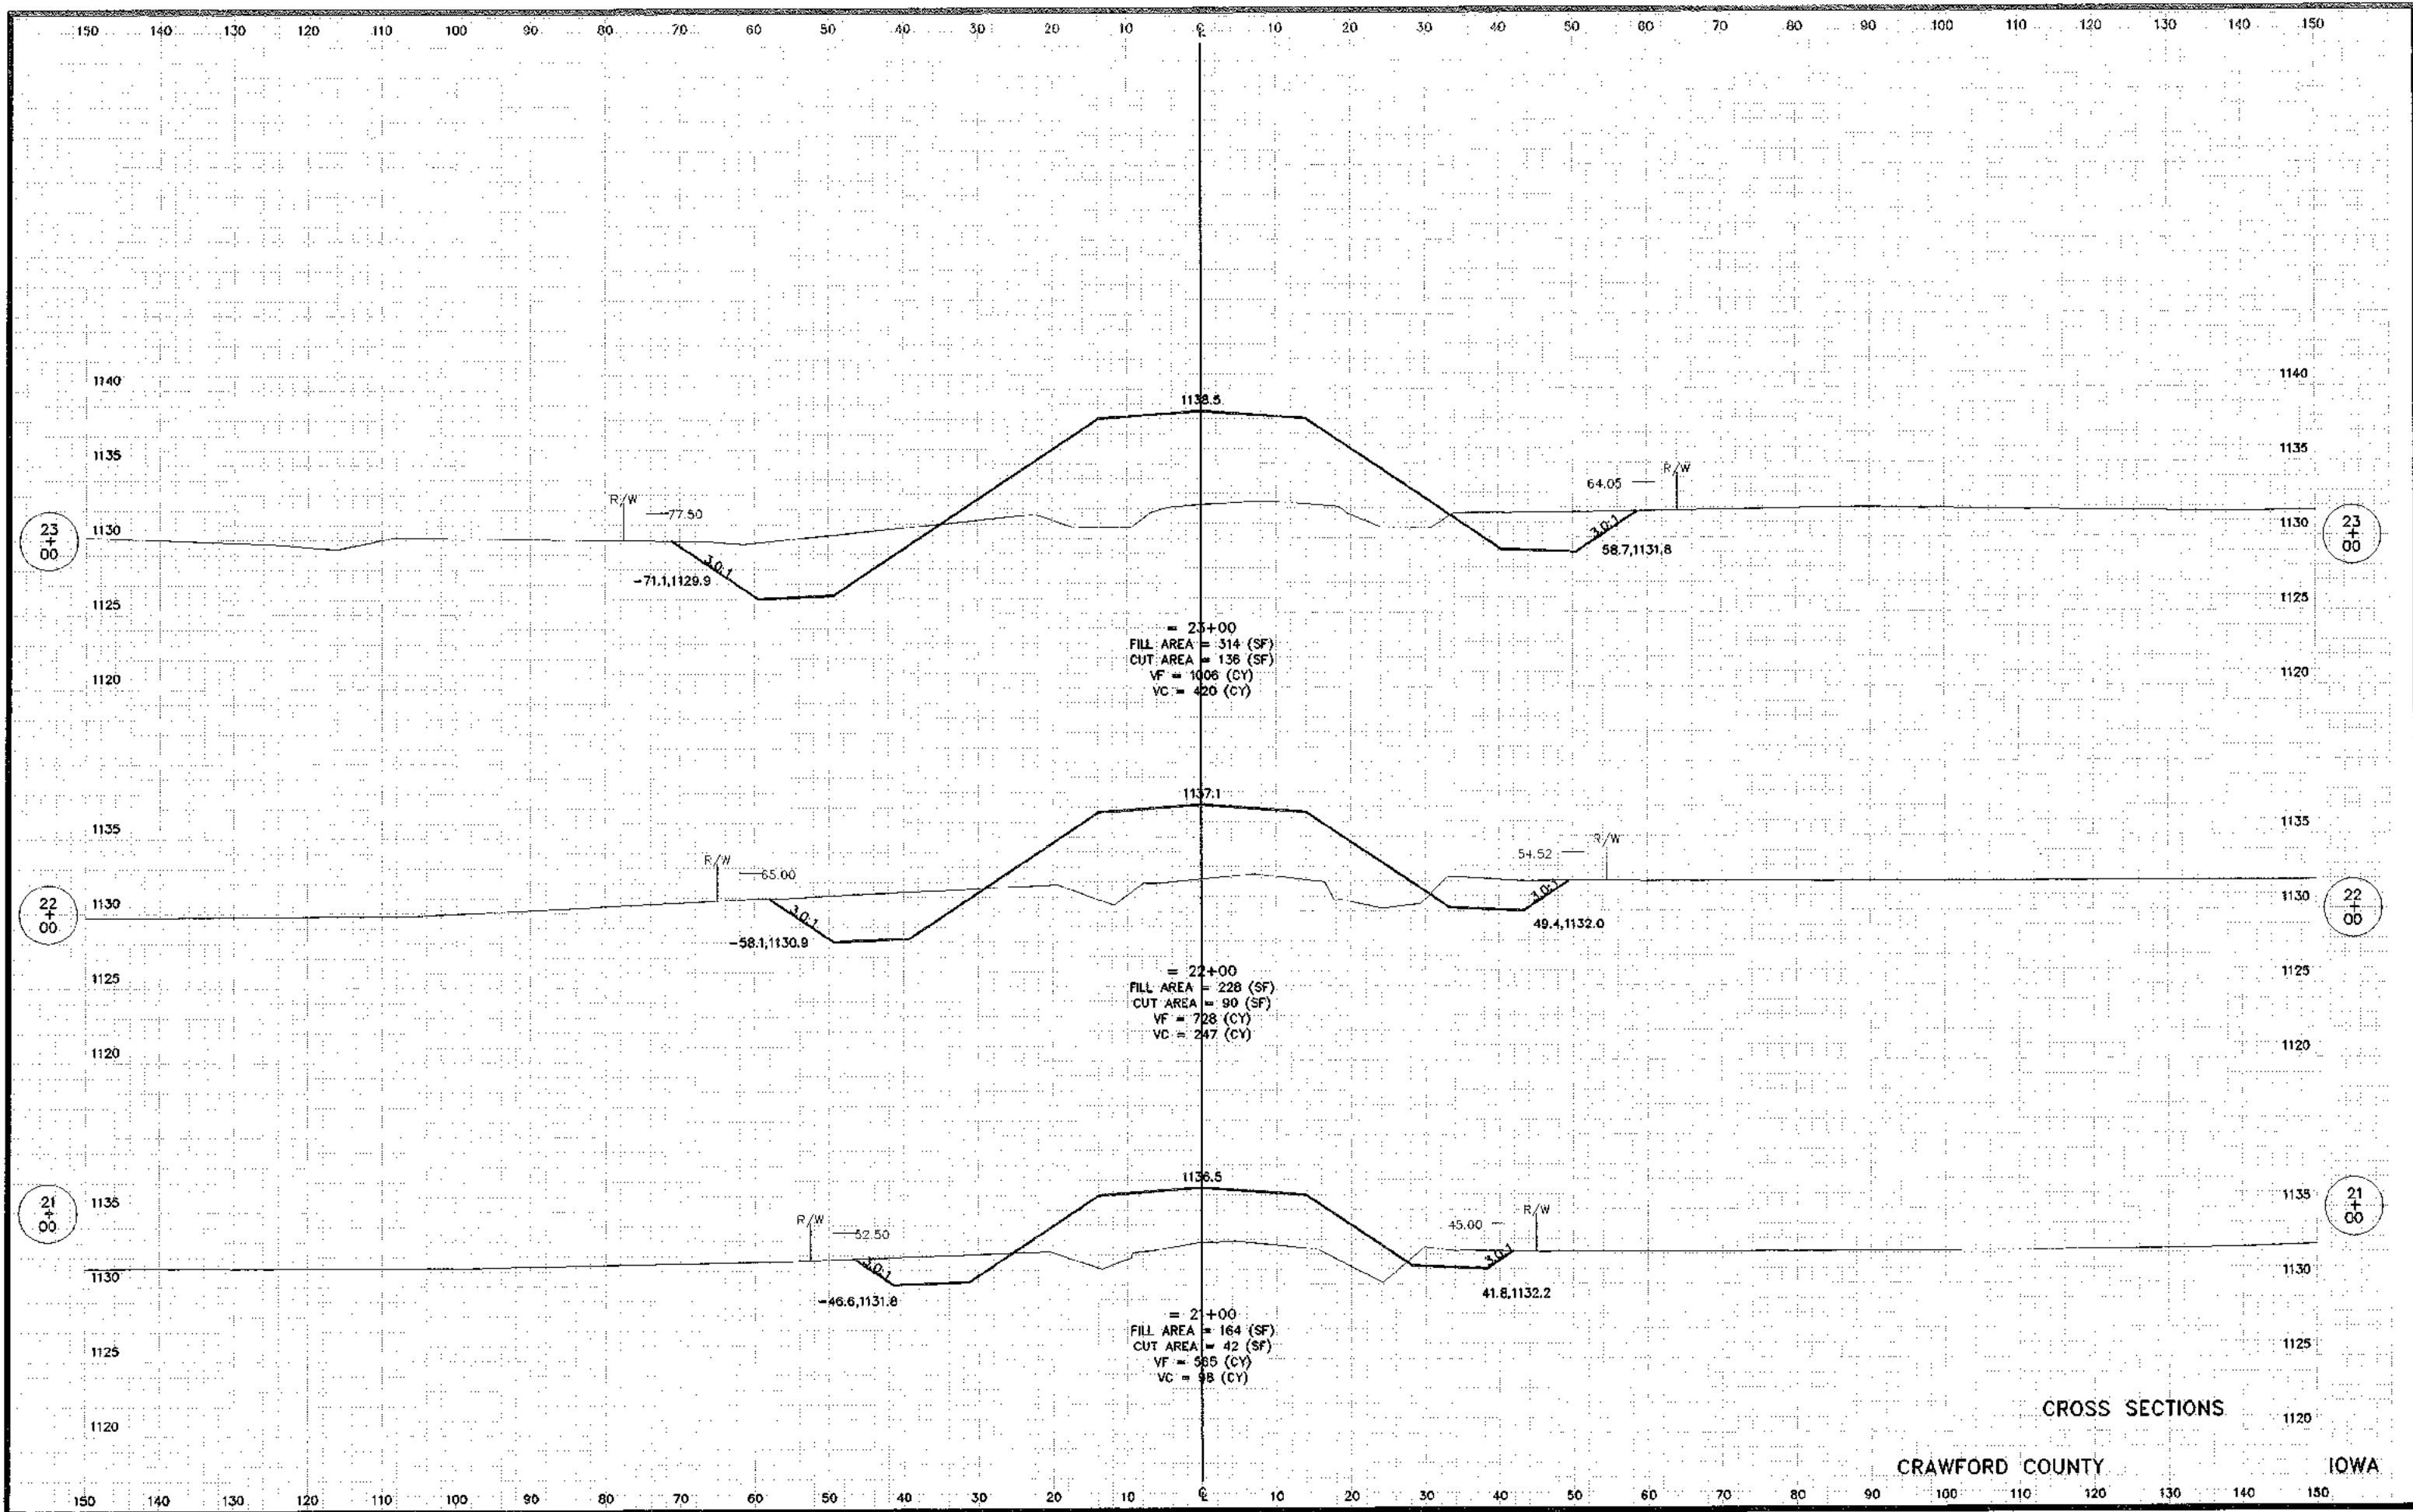 150 140 130 120 110 100 90 80 70 60 50 40 30 20 10 ℄ 10 20 30 40 50 60 70 80 90 100 110 120 130 140 150
1140 1140
1138.5
1135 1135
R/W
64.05
R/W
77.50
23+00 1130 1130 23+00
3.0:1 3.0:1
58.7,1131.8
-71.1,1129.9
1125 1125
= 23+00
FILL AREA = 314 (SF)
CUT AREA = 136 (SF)
1120 VF = 1006 (CY) 1120
VC = 420 (CY)
1137.1
1135 1135
R/W
54.52
R/W
65.00
22+00 1130 1130 22+00
3.0:1 3.0:1
49.4,1132.0
-58.1,1130.9
= 22+00
1125 1125
FILL AREA = 228 (SF)
CUT AREA = 90 (SF)
VF = 728 (CY)
VC = 247 (CY)
1120 1120
1136.5
21+00 1135 1135 21+00
R/W
45.00
R/W
52.50
1130 3.0:1 3.0:1 1130
41.8,1132.2
-46.6,1131.8
= 21+00
FILL AREA = 164 (SF)
CUT AREA = 42 (SF)
1125 1125
VF = 565 (CY)
VC = 98 (CY)
CROSS SECTIONS
1120 1120
CRAWFORD COUNTY IOWA
150 140 130 120 110 100 90 80 70 60 50 40 30 20 10 ℄ 10 20 30 40 50 60 70 80 90 100 110 120 130 140 150